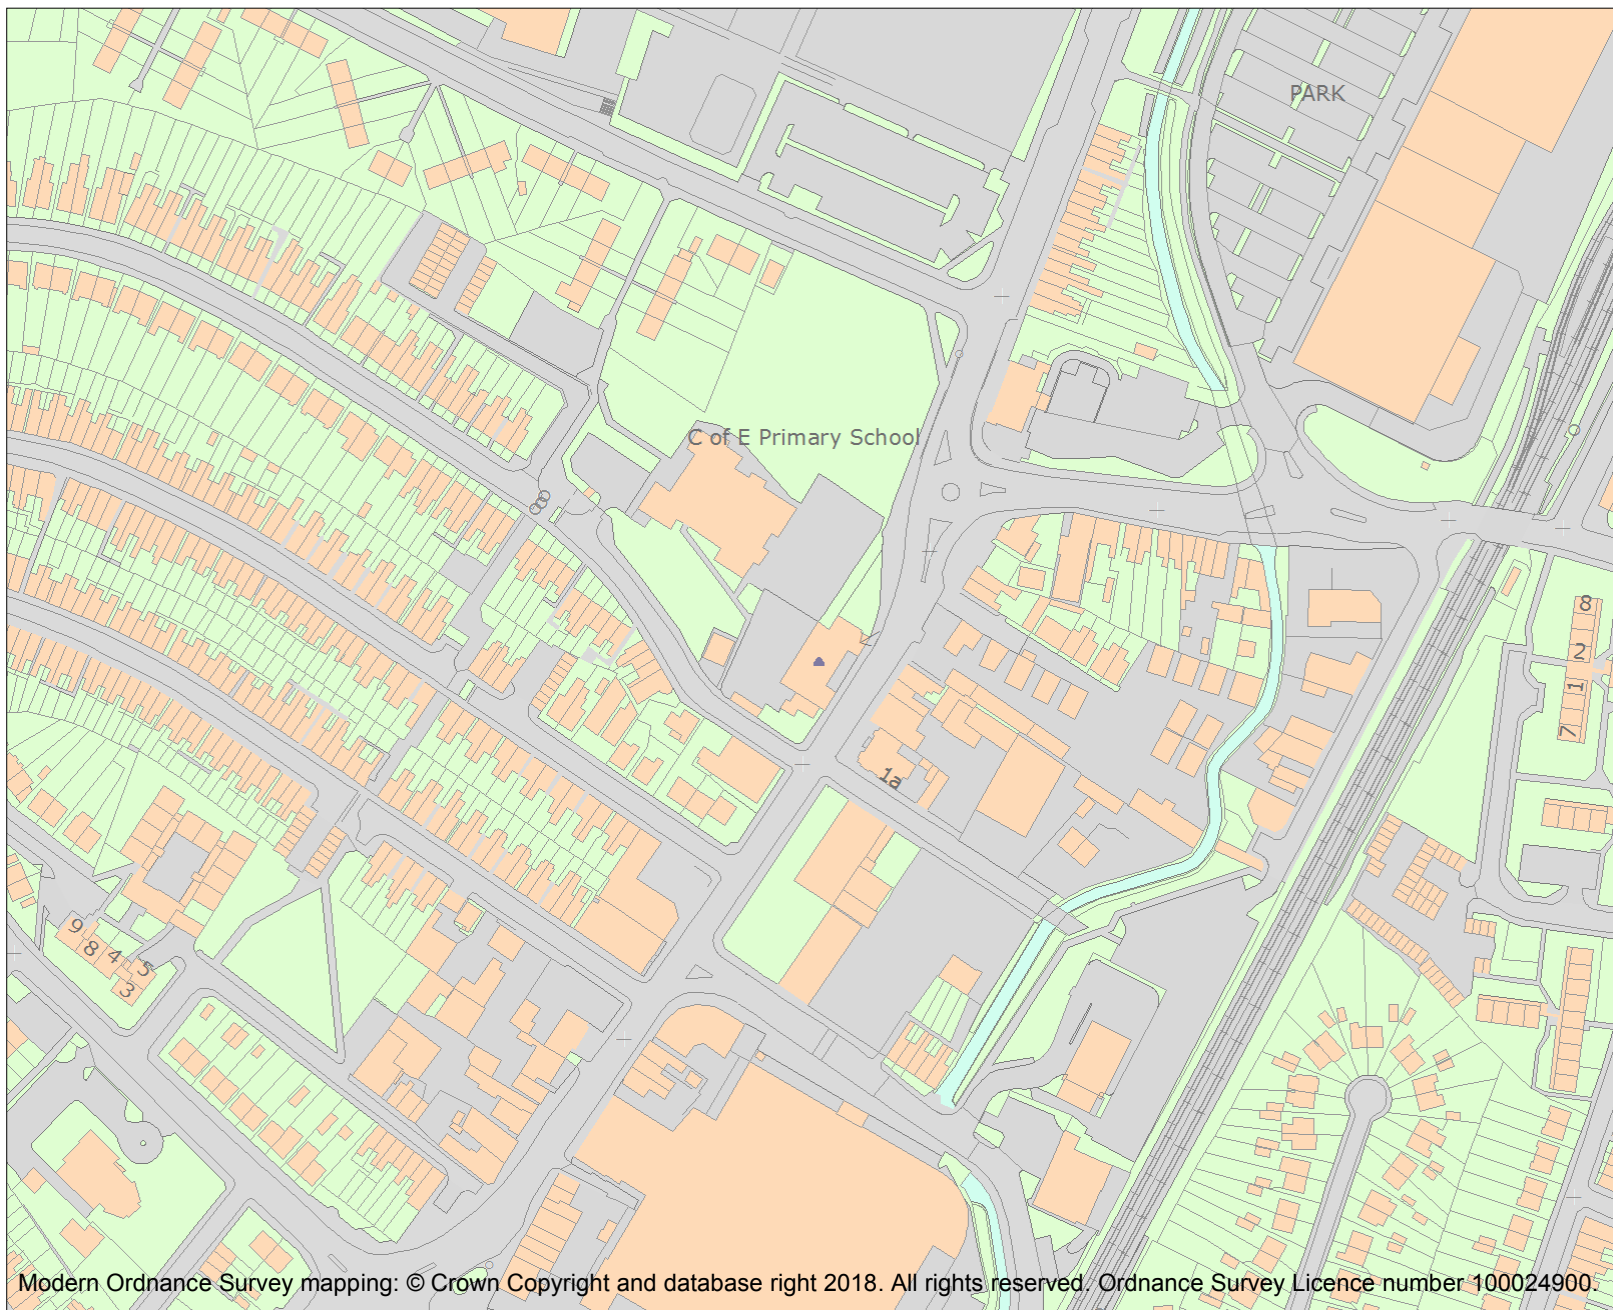 PARK
C of E Primary School
8
2
1
7
1a
9
8
4
5
3
Modern Ordnance Survey mapping: © Crown Copyright and database right 2018. All rights reserved. Ordnance Survey Licence number 100024900.